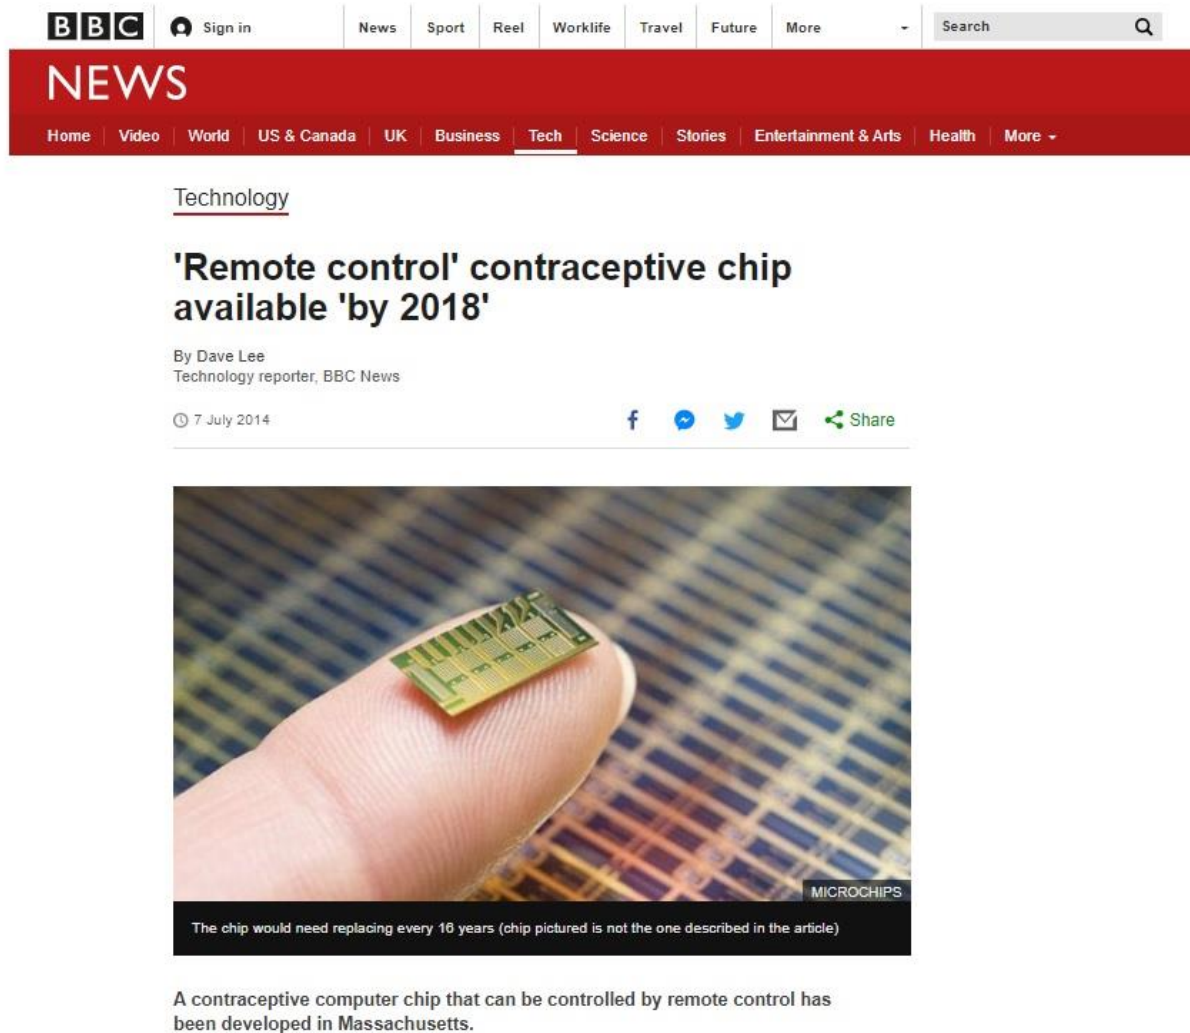 BBC Sign in News Sport Reel Worklife Travel Future More Search
NEWS
Home Video World US & Canada UK Business Tech Science Stories Entertainment & Arts Health More
Technology
'Remote control' contraceptive chip
available 'by 2018'
By Dave Lee
Technology reporter, BBC News
7 July 2014
Share
MICROCHIPS
The chip would need replacing every 16 years (chip pictured is not the one described in the article)
A contraceptive computer chip that can be controlled by remote control has
been developed in Massachusetts.